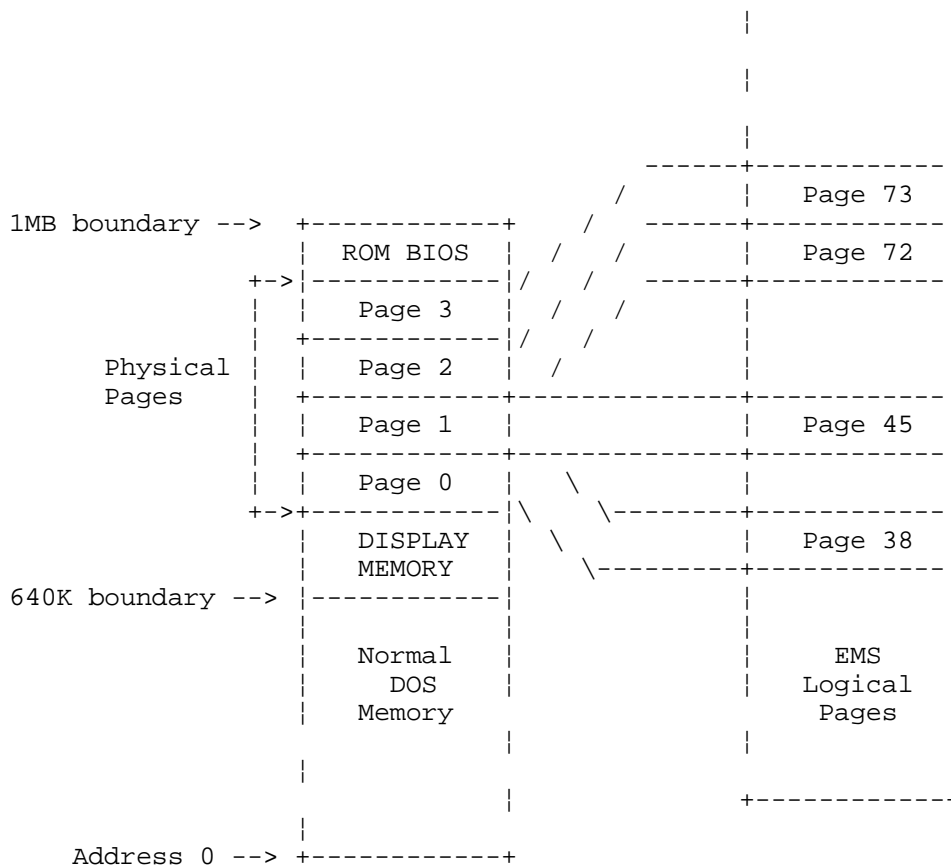 Page 73
1MB boundary -->
ROM BIOS
Page 72
Page 3
Physical
Pages
Page 2
Page 1
Page 45
Page 0
DISPLAY
MEMORY
Page 38
640K boundary -->
Normal
DOS
Memory
EMS
Logical
Pages
Address 0 -->